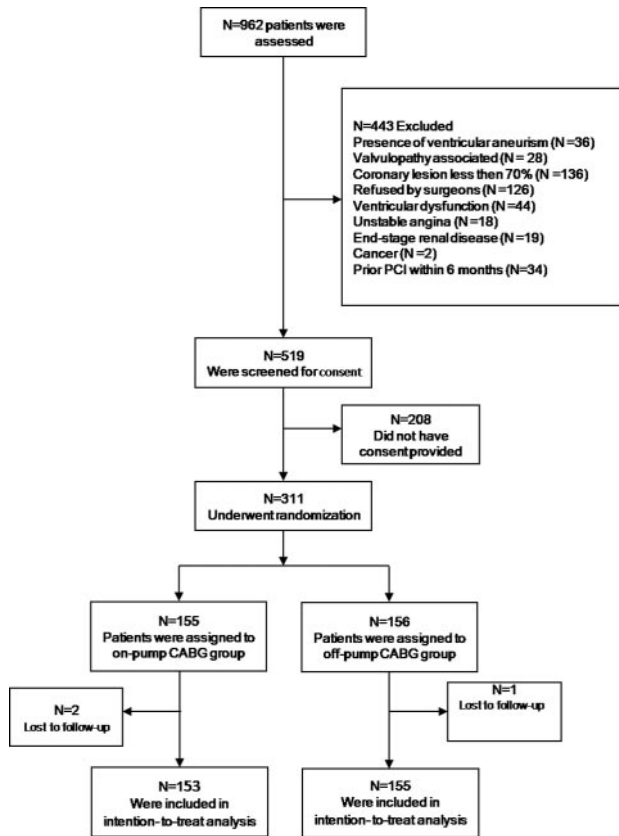 N=962 patients were
assessed
N=443 Excluded
Presence of ventricular aneurism (N =36)
Valvulopathy associated (N = 28)
Coronary lesion less then 70% (N =136)
Refused by surgeons (N=126)
Ventricular dysfunction (N=44)
Unstable angina (N =18)
End-stage renal disease (N =19)
Cancer (N =2)
Prior PCI within 6 months (N=34)
N=519
Were screened for consent
N=208
Did not have
consent provided
N=311
Underwent randomization
N=155
Patients were assigned to
on-pump CABG group
N=156
Patients were assigned to
off-pump CABG group
N=2
Lost to follow-up
N=1
Lost to follow-up
N=153
Were included in
intention-to-treat analysis
N=155
Were included in
intention-to-treat analysis